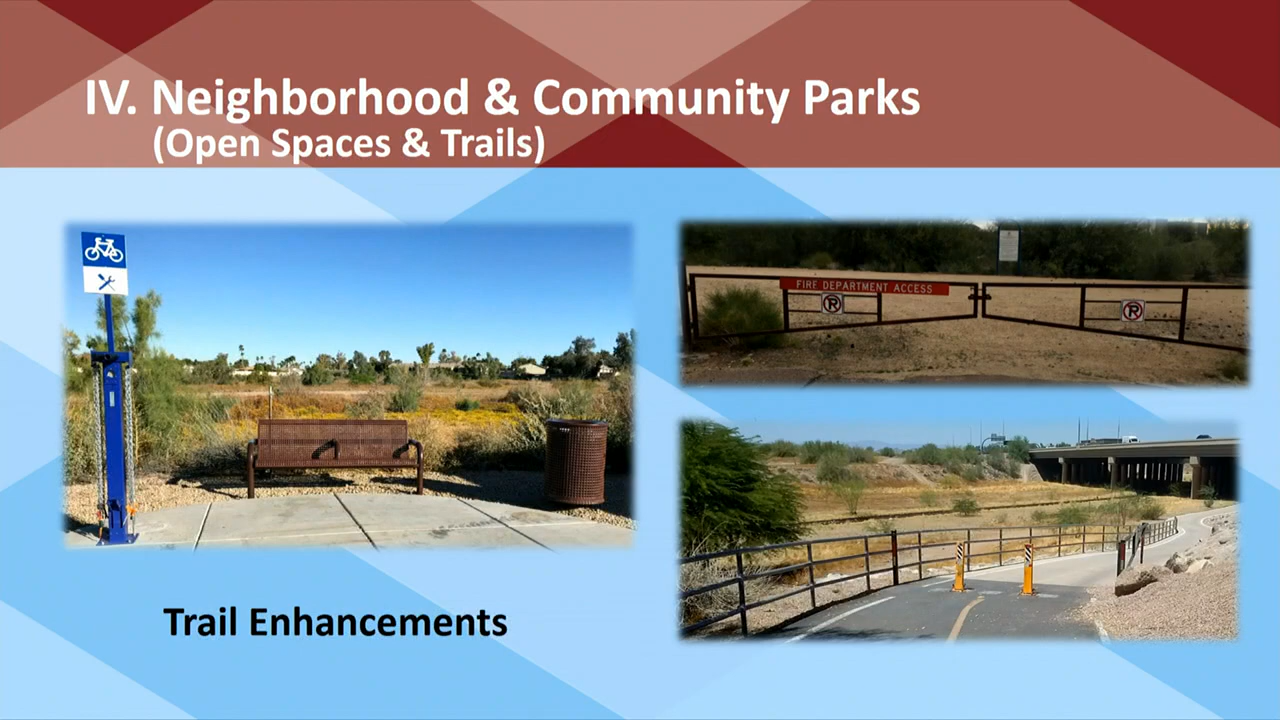 IV. Neighborhood & Community Parks
(Open Spaces & Trails)
FIRE DEPARTMENT ACCESS
P
P
Trail Enhancements